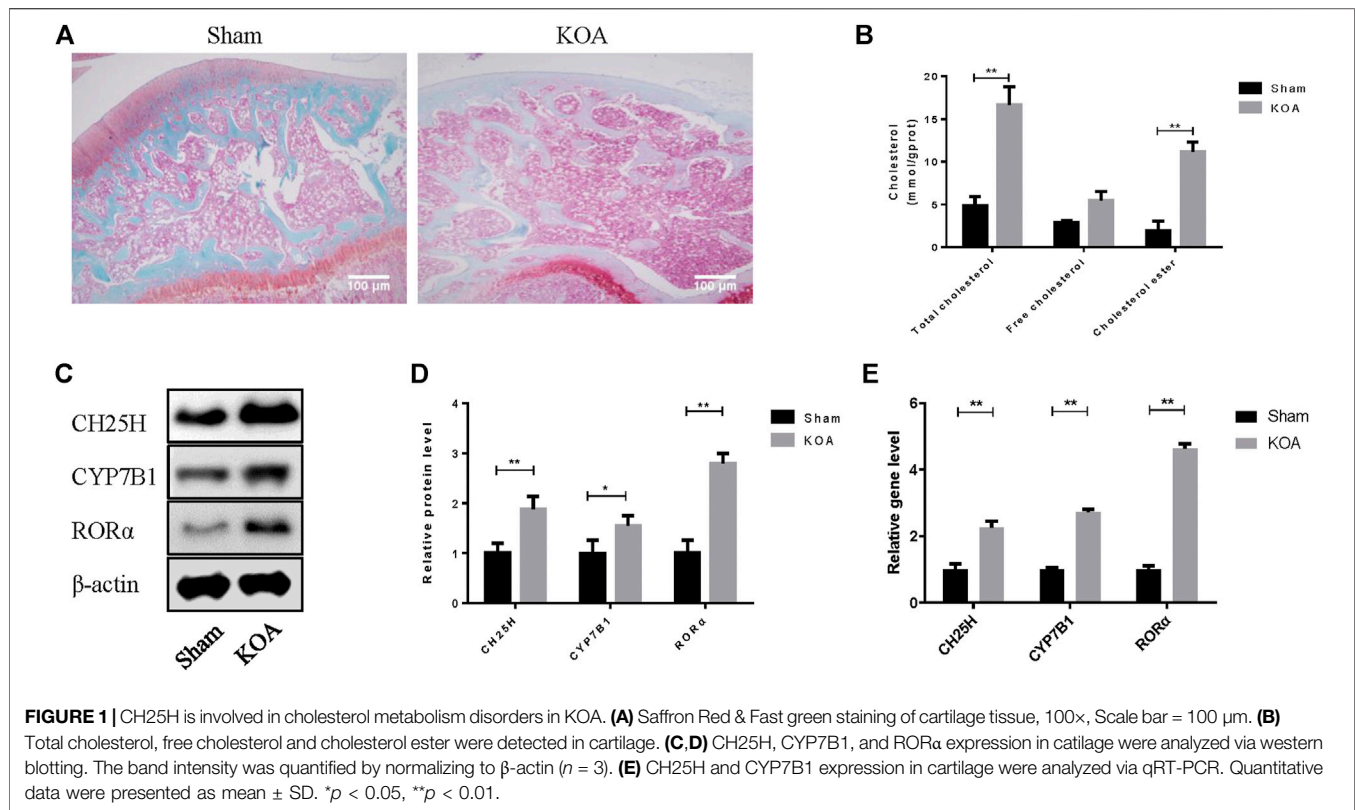 A
Sham
KOA
100 µm
100 µm
B
**
**
Sham
KOA
Cholesterol
(mmol/gprot)
20
15
10
5
0
Total cholesterol
Free cholesterol
Cholesterol ester
C
CH25H
CYP7B1
RORα
β-actin
Sham
KOA
D
**
*
**
Sham
KOA
Relative protein level
4
3
2
1
0
CH25H
CYP7B1
RORα
E
**
**
**
Sham
KOA
Relative gene level
6
4
2
0
CH25H
CYP7B1
RORα
FIGURE 1 | CH25H is involved in cholesterol metabolism disorders in KOA. (A) Saffron Red & Fast green staining of cartilage tissue, 100×, Scale bar = 100 µm. (B)
Total cholesterol, free cholesterol and cholesterol ester were detected in cartilage. (C,D) CH25H, CYP7B1, and RORα expression in catilage were analyzed via western
blotting. The band intensity was quantified by normalizing to β-actin (n = 3). (E) CH25H and CYP7B1 expression in cartilage were analyzed via qRT-PCR. Quantitative
data were presented as mean ± SD. *p < 0.05, **p < 0.01.